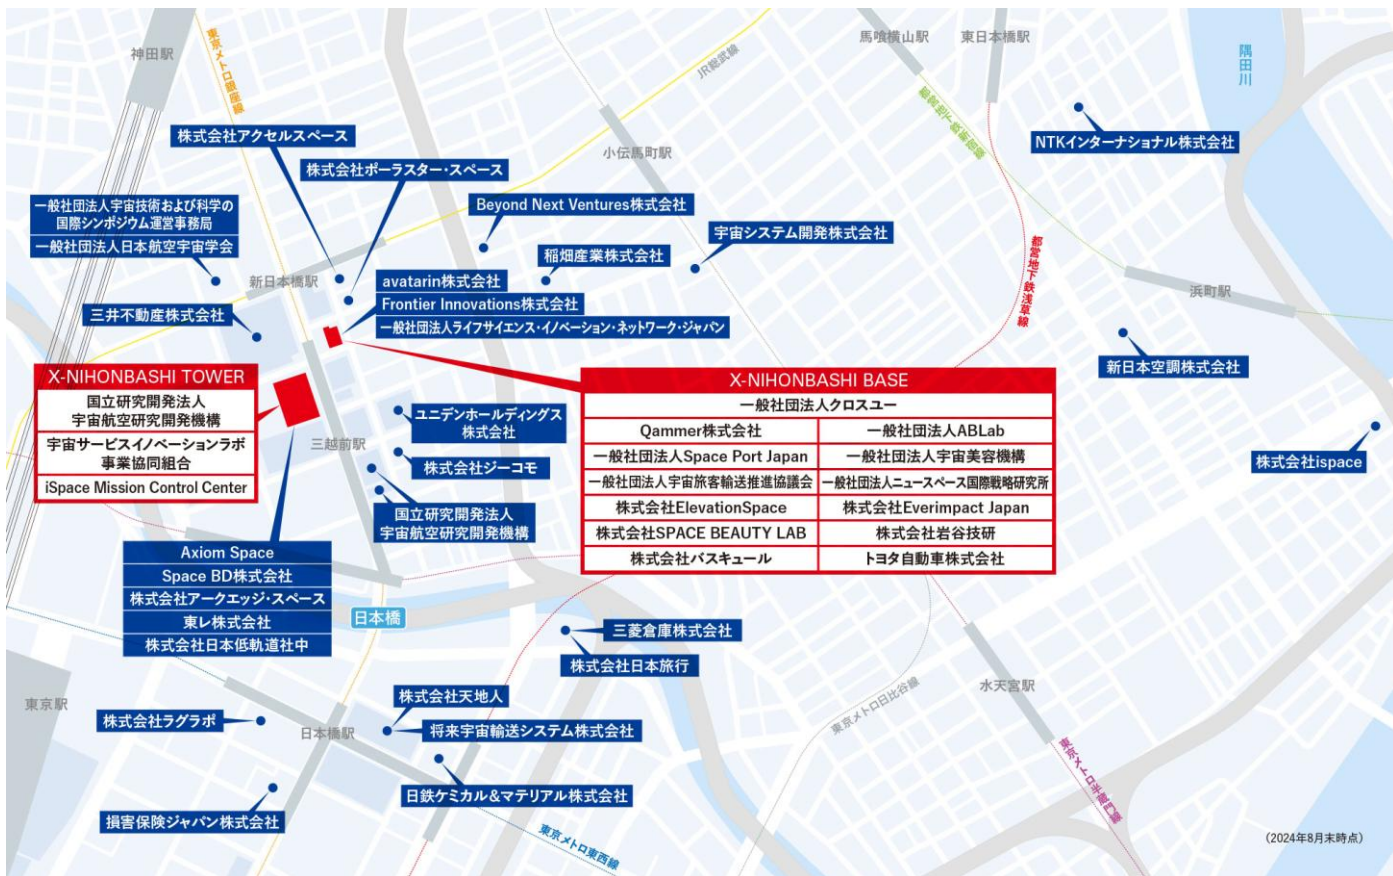 神田駅
東京メトロ銀座線
JR総武線
馬喰横山駅
東日本橋駅
隅田川
都営地下鉄新宿線
小伝馬町駅
NTKインターナショナル株式会社
株式会社アクセルスペース
株式会社ポーラスター・スペース
一般社団法人宇宙技術および科学の
国際シンポジウム運営事務局
一般社団法人日本航空宇宙学会
Beyond Next Ventures株式会社
宇宙システム開発株式会社
稲畑産業株式会社
都営地下鉄浅草線
新日本橋駅
avatarin株式会社
Frontier Innovations株式会社
一般社団法人ライフサイエンス・イノベーション・ネットワーク・ジャパン
浜町駅
三井不動産株式会社
新日本空調株式会社
X-NIHONBASHI TOWER
国立研究開発法人
宇宙航空研究開発機構
宇宙サービスイノベーションラボ
事業協同組合
iSpace Mission Control Center
X-NIHONBASHI BASE
一般社団法人クロスユー
Qammer株式会社
一般社団法人ABLab
一般社団法人Space Port Japan
一般社団法人宇宙美容機構
一般社団法人宇宙旅客輸送推進協議会
一般社団法人ニュースペース国際戦略研究所
株式会社ElevationSpace
株式会社Everimpact Japan
株式会社SPACE BEAUTY LAB
株式会社岩谷技研
株式会社バスキュール
トヨタ自動車株式会社
三越前駅
ユニデンホールディングス
株式会社
株式会社ジーコモ
国立研究開発法人
宇宙航空研究開発機構
株式会社ispace
Axiom Space
Space BD株式会社
株式会社アークエッジ・スペース
東レ株式会社
株式会社日本低軌道社中
日本橋
三菱倉庫株式会社
株式会社日本旅行
東京駅
株式会社ラグラポ
日本橋駅
株式会社天地人
将来宇宙輸送システム株式会社
東京メトロ日比谷線
水天宮駅
東京メトロ半蔵門線
日鉄ケミカル&マテリアル株式会社
損害保険ジャパン株式会社
東京メトロ東西線
(2024年8月末時点)